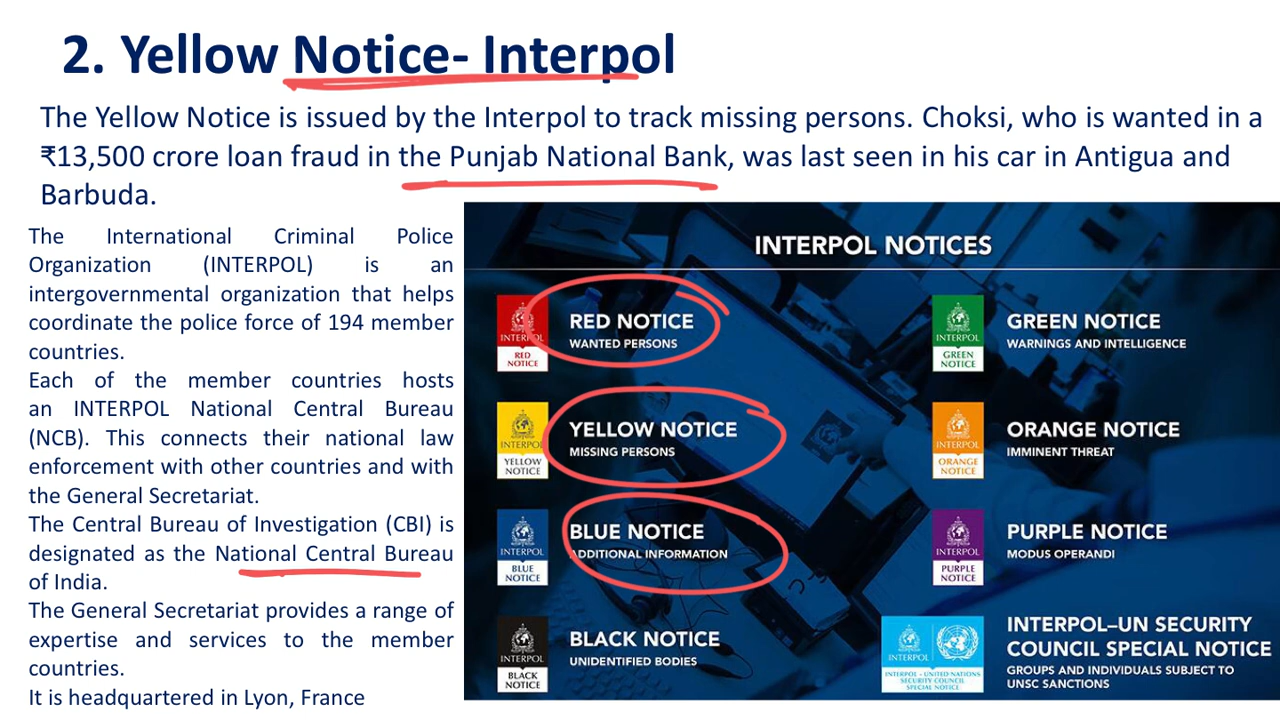 2. Yellow Notice- Interpol
The Yellow Notice is issued by the Interpol to track missing persons. Choksi, who is wanted in a
₹13,500 crore loan fraud in the Punjab National Bank, was last seen in his car in Antigua and
Barbuda.
The International Criminal Police
Organization (INTERPOL) is an
intergovernmental organization that helps
coordinate the police force of 194 member
countries.
Each of the member countries hosts
an INTERPOL National Central Bureau
(NCB). This connects their national law
enforcement with other countries and with
the General Secretariat.
The Central Bureau of Investigation (CBI) is
designated as the National Central Bureau
of India.
The General Secretariat provides a range of
expertise and services to the member
countries.
It is headquartered in Lyon, France
INTERPOL NOTICES
INTERPOL
RED
NOTICE
RED NOTICE
WANTED PERSONS
INTERPOL
YELLOW
NOTICE
YELLOW NOTICE
MISSING PERSONS
INTERPOL
BLUE
NOTICE
BLUE NOTICE
ADDITIONAL INFORMATION
INTERPOL
BLACK
NOTICE
BLACK NOTICE
UNIDENTIFIED BODIES
INTERPOL
GREEN
NOTICE
GREEN NOTICE
WARNINGS AND INTELLIGENCE
INTERPOL
ORANGE
NOTICE
ORANGE NOTICE
IMMINENT THREAT
INTERPOL
PURPLE
NOTICE
PURPLE NOTICE
MODUS OPERANDI
INTERPOL
INTERPOL - UNITED NATIONS
SECURITY COUNCIL
SPECIAL NOTICE
INTERPOL–UN SECURITY
COUNCIL SPECIAL NOTICE
GROUPS AND INDIVIDUALS SUBJECT TO
UNSC SANCTIONS